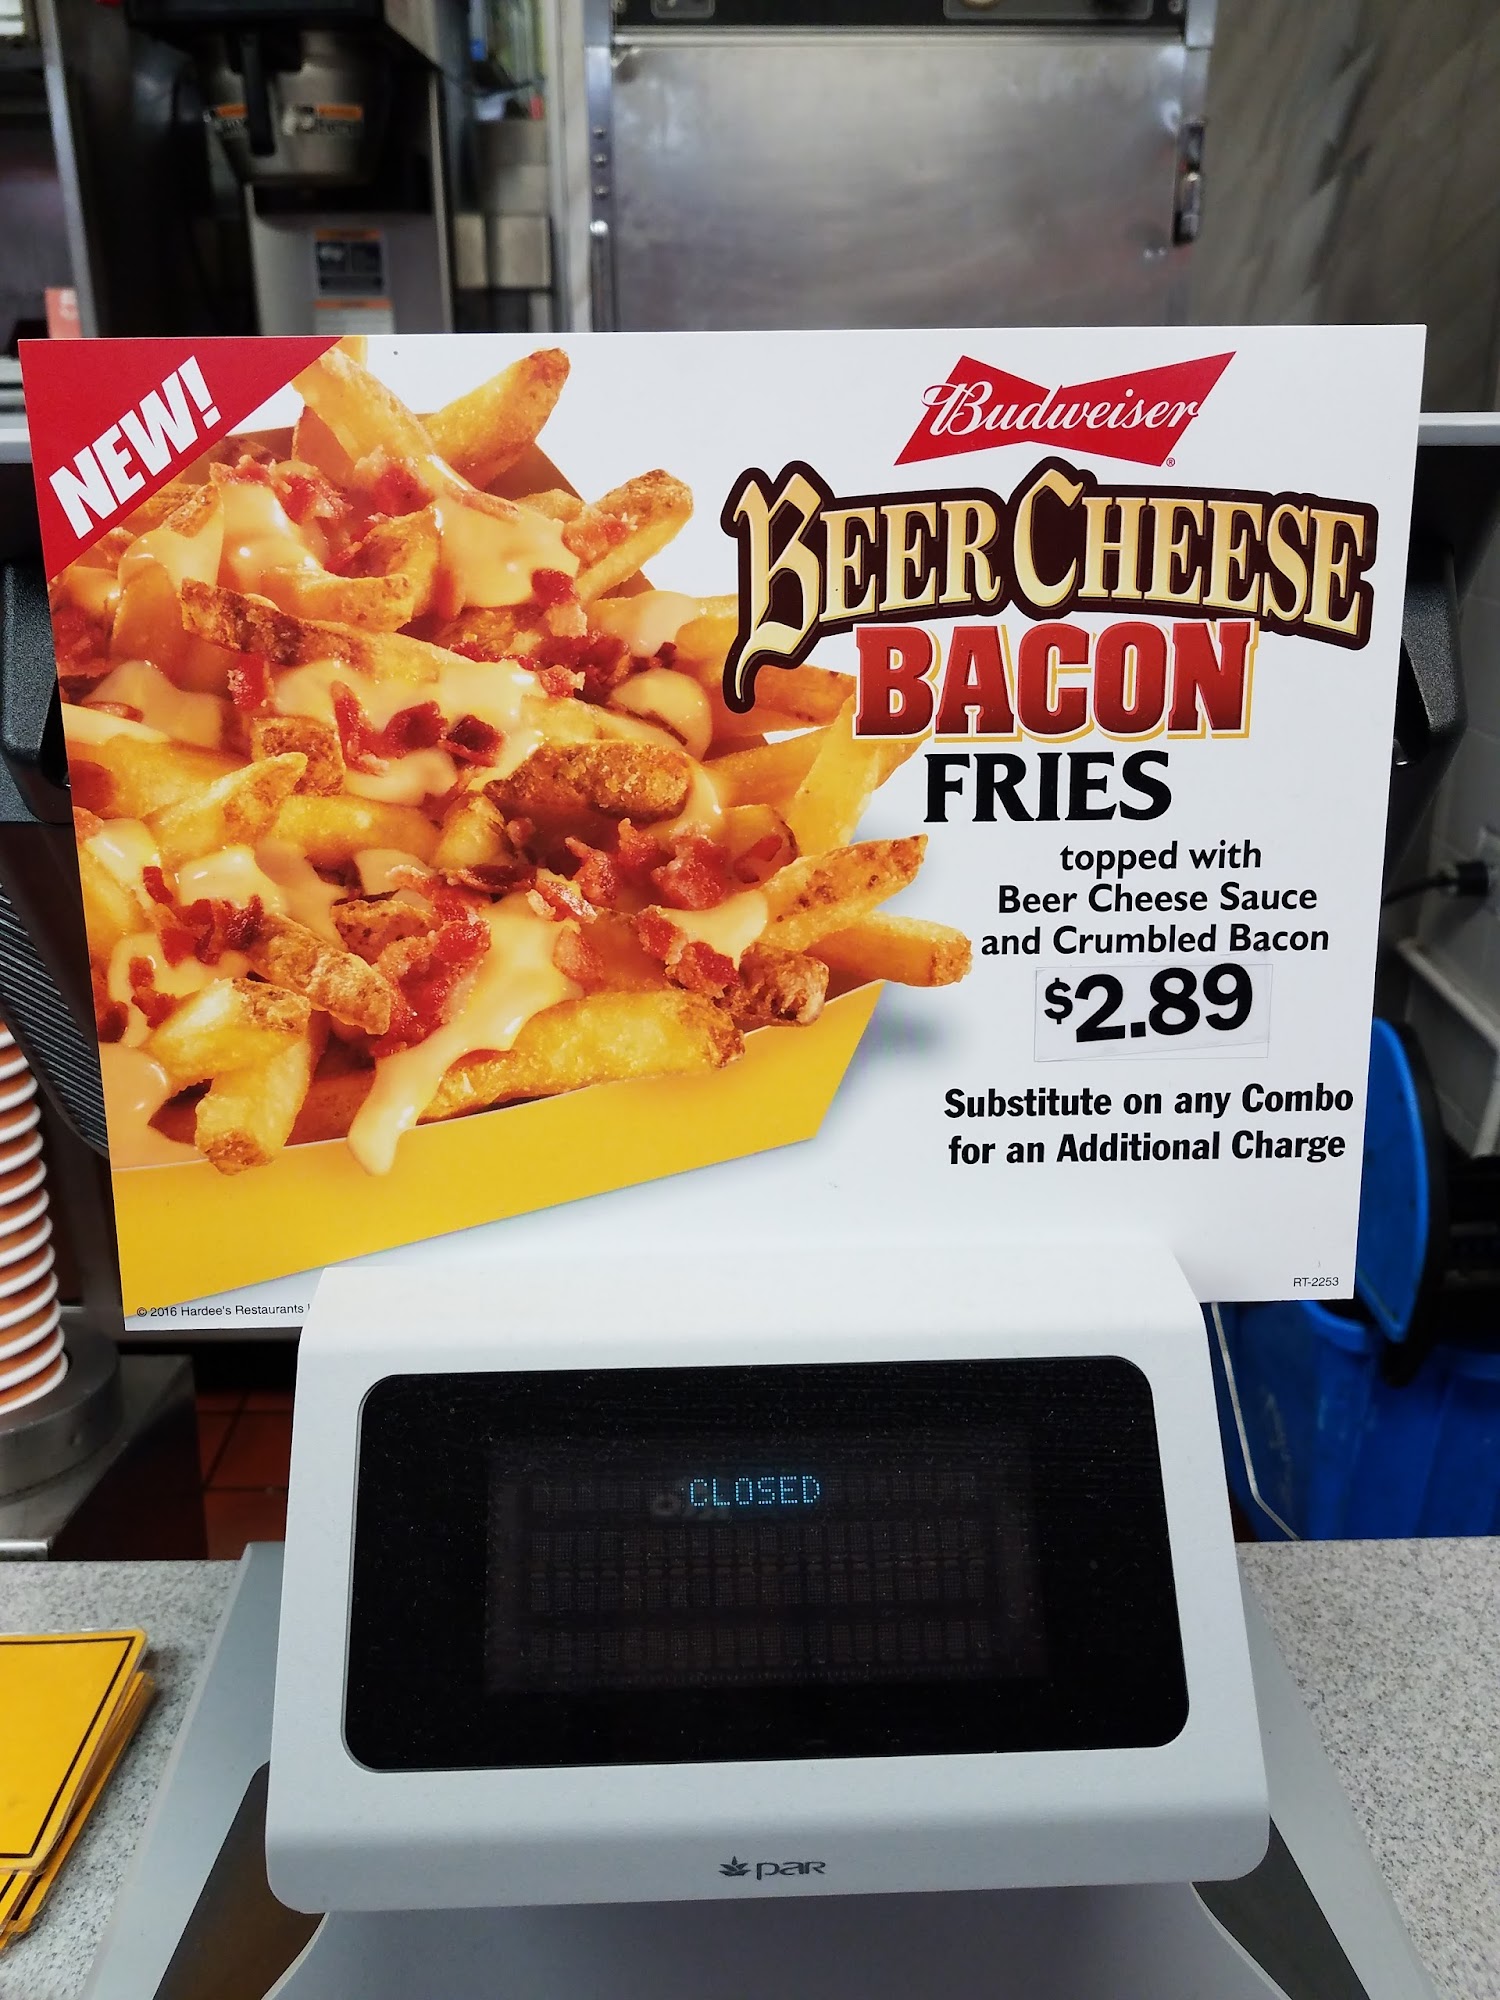 NEW!
Budweiser®
BEER CHEESE
BACON
FRIES
topped with
Beer Cheese Sauce
and Crumbled Bacon
$2.89
Substitute on any Combo
for an Additional Charge
RT-2253
© 2016 Hardee's Restaurants
CLOSED
par